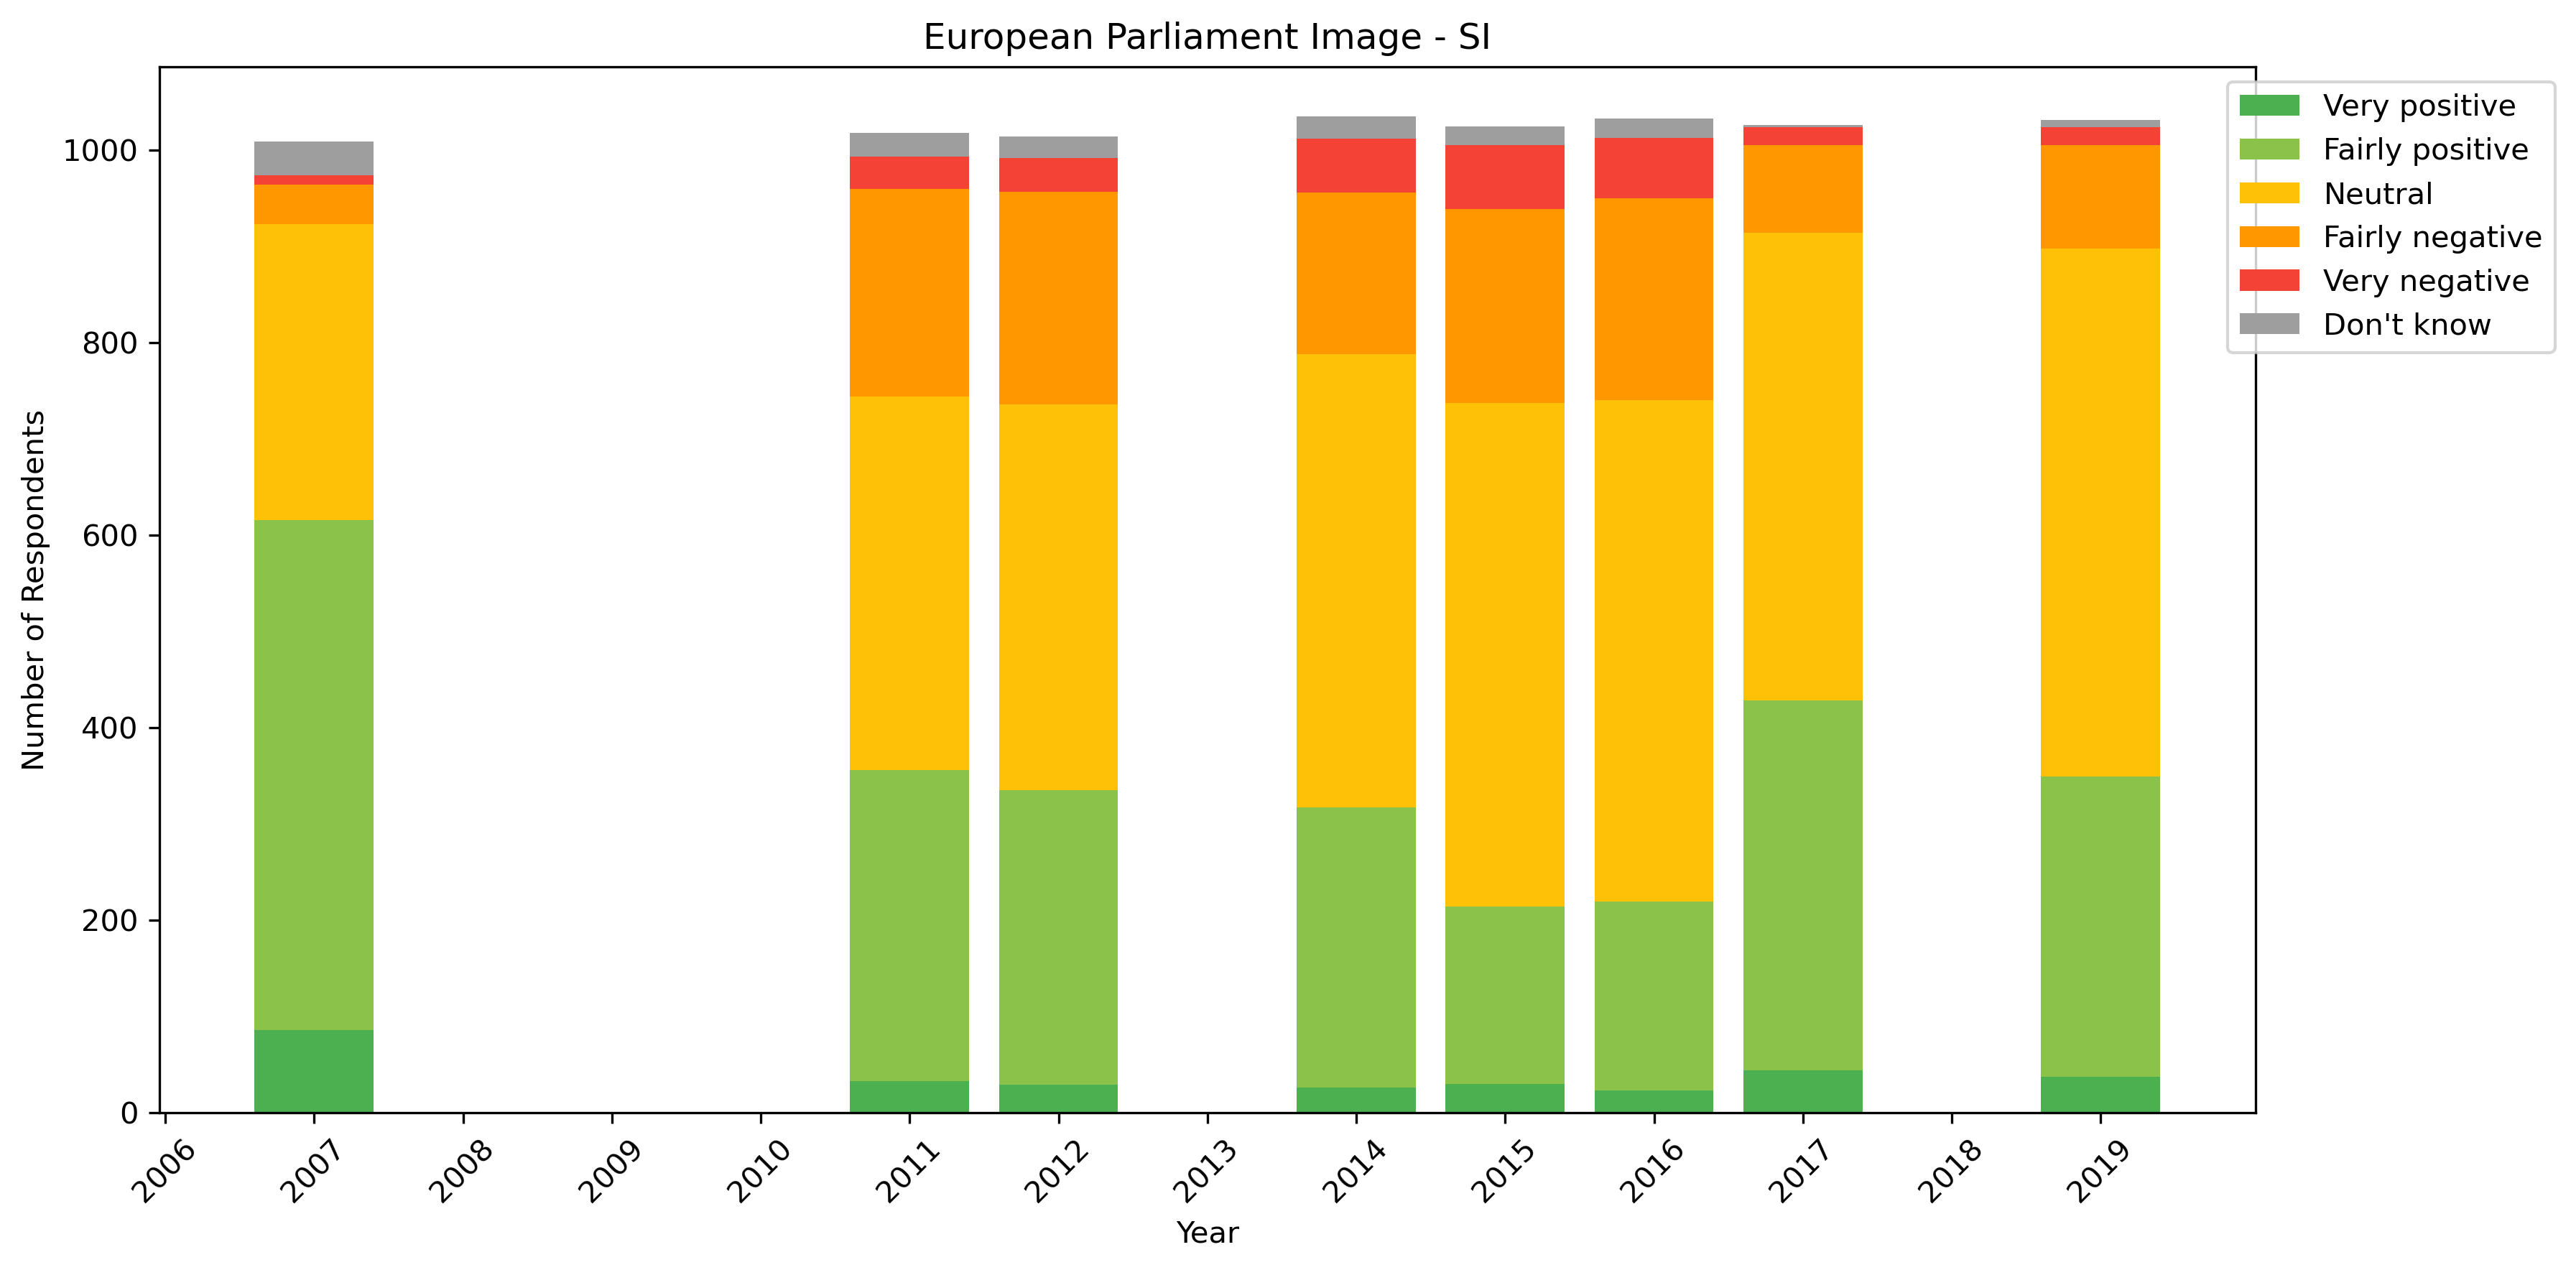 European Parliament Image - SI
Number of Respondents
1000
800
600
400
200
0
2006
2007
2008
2009
2010
2011
2012
2013
2014
2015
2016
2017
2018
2019
Year
Very positive
Fairly positive
Neutral
Fairly negative
Very negative
Don't know